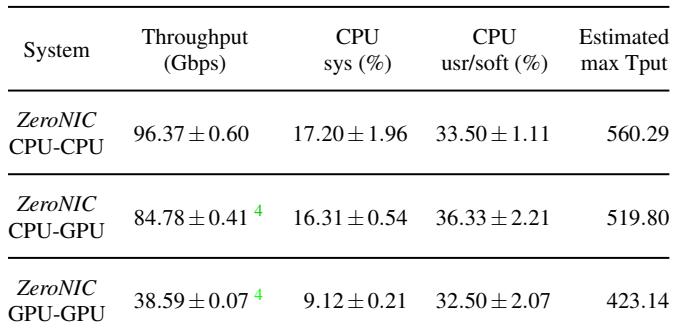 System Throughput (Gbps) CPU sys (%) CPU usr/soft (%) Estimated max Tput
ZeroNIC CPU-CPU 96.37 ± 0.60 17.20 ± 1.96 33.50 ± 1.11 560.29
ZeroNIC CPU-GPU 84.78 ± 0.41 4 16.31 ± 0.54 36.33 ± 2.21 519.80
ZeroNIC GPU-GPU 38.59 ± 0.07 4 9.12 ± 0.21 32.50 ± 2.07 423.14